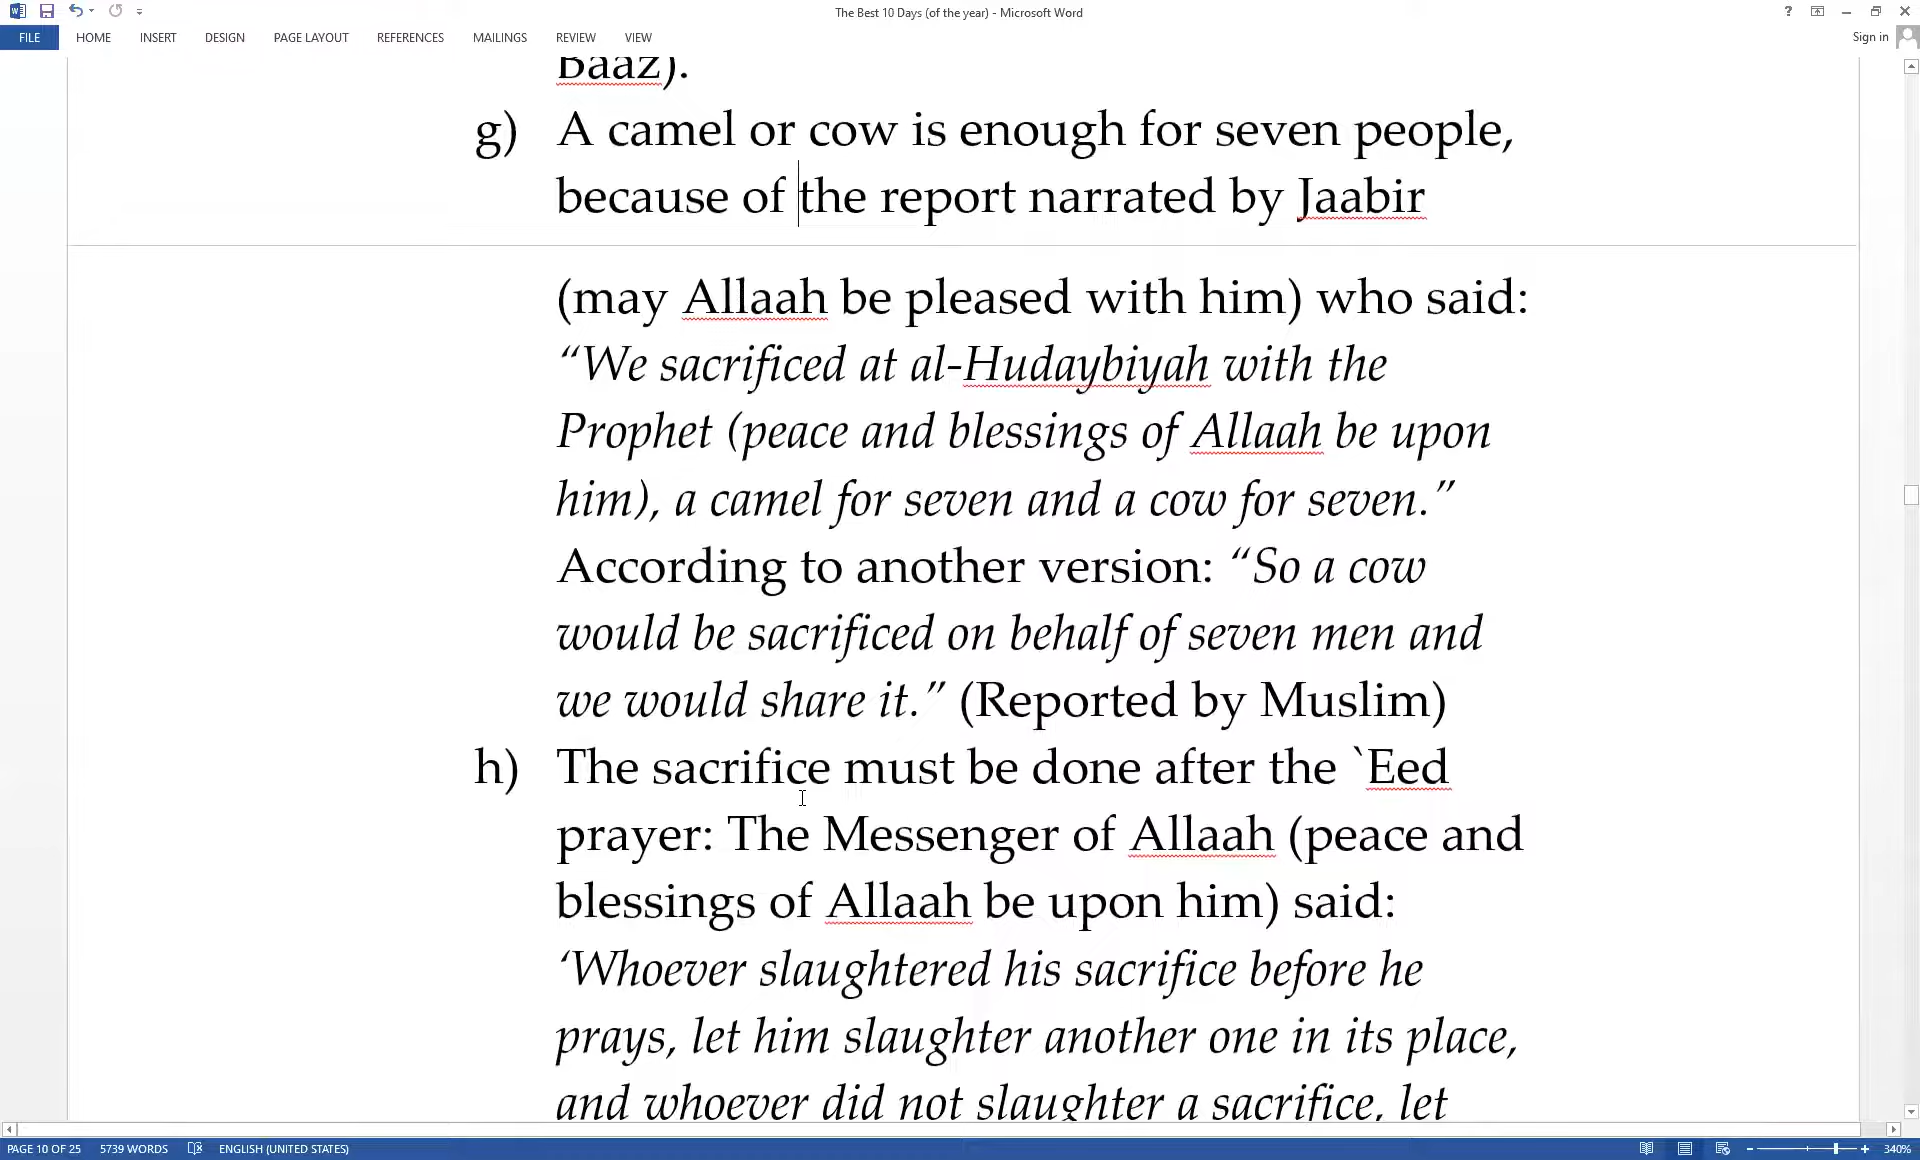 The Best 10 Days (of the year) - Microsoft Word
FILE HOME INSERT DESIGN PAGE LAYOUT REFERENCES MAILINGS REVIEW VIEW Sign in
Baaz).
g) A camel or cow is enough for seven people,
because of the report narrated by Jaabir
(may Allaah be pleased with him) who said:
“We sacrificed at al-Hudaybiyah with the
Prophet (peace and blessings of Allaah be upon
him), a camel for seven and a cow for seven.”
According to another version: “So a cow
would be sacrificed on behalf of seven men and
we would share it.” (Reported by Muslim)
h) The sacrifice must be done after the `Eed
prayer: The Messenger of Allaah (peace and
blessings of Allaah be upon him) said:
‘Whoever slaughtered his sacrifice before he
prays, let him slaughter another one in its place,
and whoever did not slaughter a sacrifice, let
PAGE 10 OF 25 5739 WORDS ENGLISH (UNITED STATES) 340%